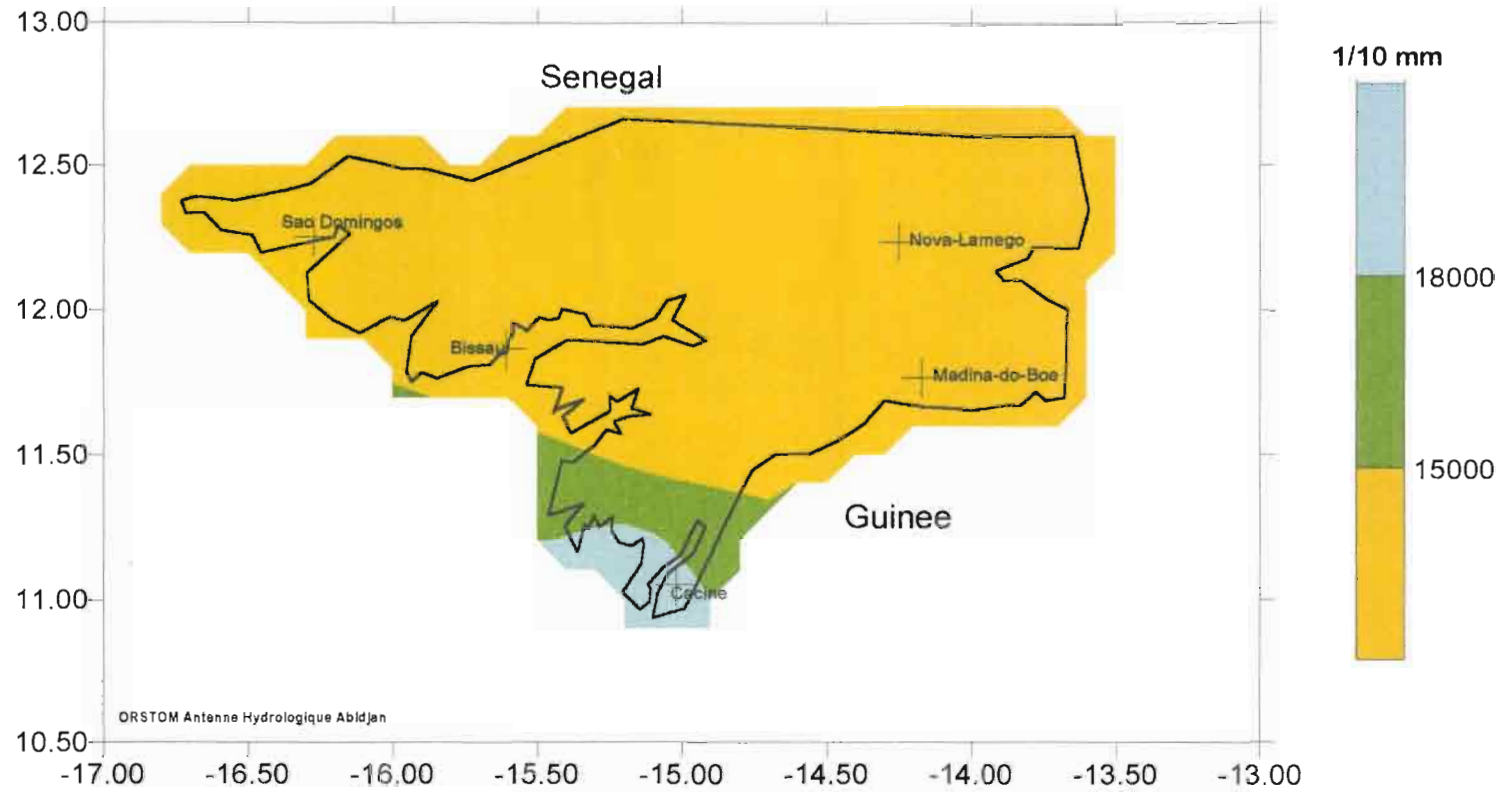 13.00
Senegal
1/10 mm
12.50
Sao Domingos
Nova-Lamego
12.00
18000
Bissau
Madina-do-Boe
11.50
15000
Guinee
11.00
Cacine
ORSTOM Antenne Hydrologique Abidjan
10.50
-17.00 -16.50 -16.00 -15.50 -15.00 -14.50 -14.00 -13.50 -13.00